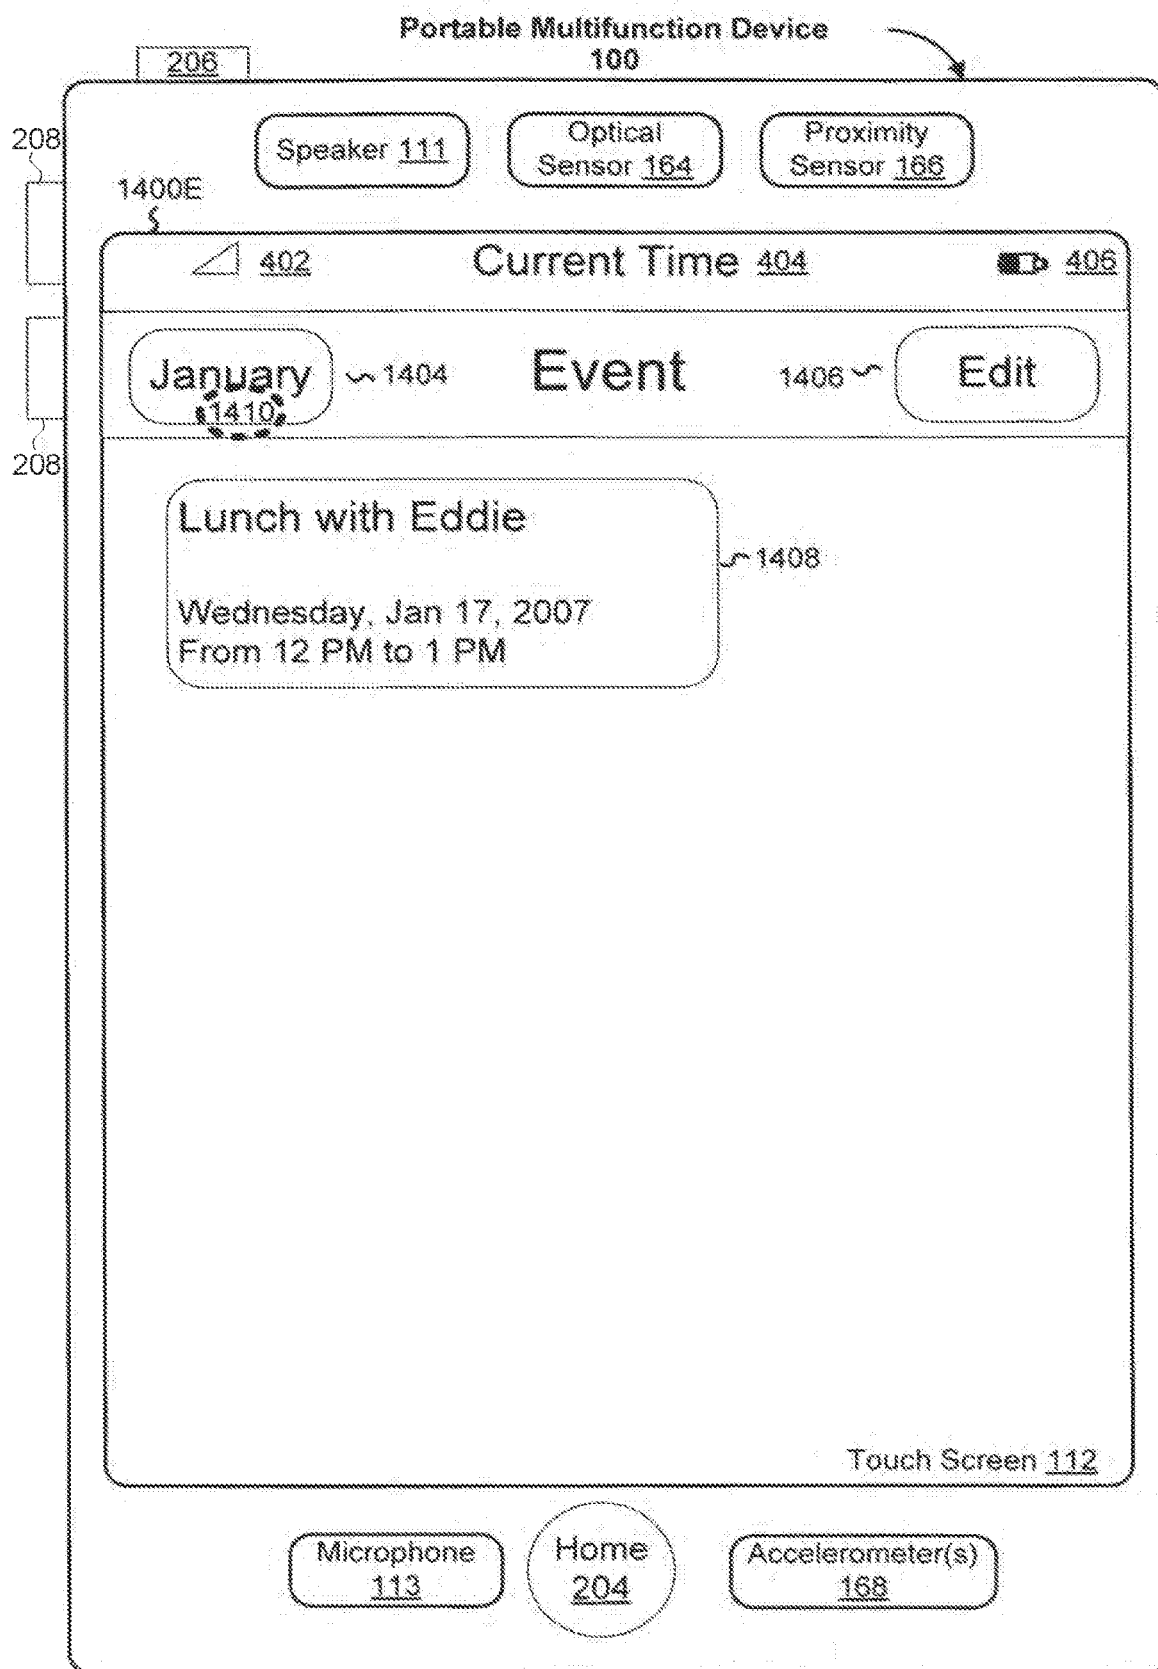 Portable Multifunction Device
100
206
208
Speaker 111
Optical
Sensor 164
Proximity
Sensor 166
1400E
402
Current Time 404
406
January
1404
Event
1406
Edit
1410
208
Lunch with Eddie
1408
Wednesday, Jan 17, 2007
From 12 PM to 1 PM
Touch Screen 112
Microphone
113
Home
204
Accelerometer(s)
168